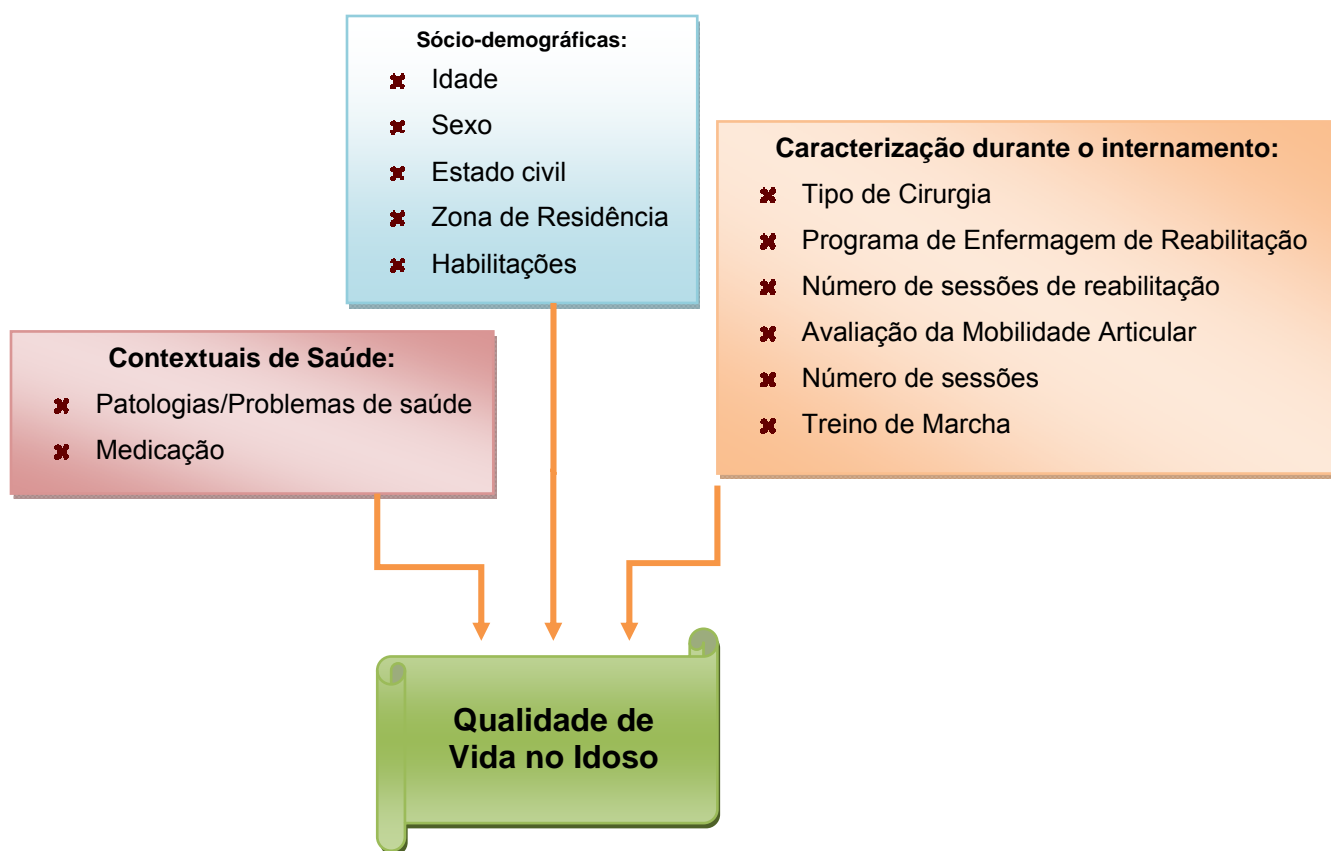 Sócio-demográficas:
Idade
Sexo
Estado civil
Zona de Residência
Habilitações
Caracterização durante o internamento:
Tipo de Cirurgia
Programa de Enfermagem de Reabilitação
Número de sessões de reabilitação
Avaliação da Mobilidade Articular
Número de sessões
Treino de Marcha
Contextuais de Saúde:
Patologias/Problemas de saúde
Medicação
Qualidade de
Vida no Idoso